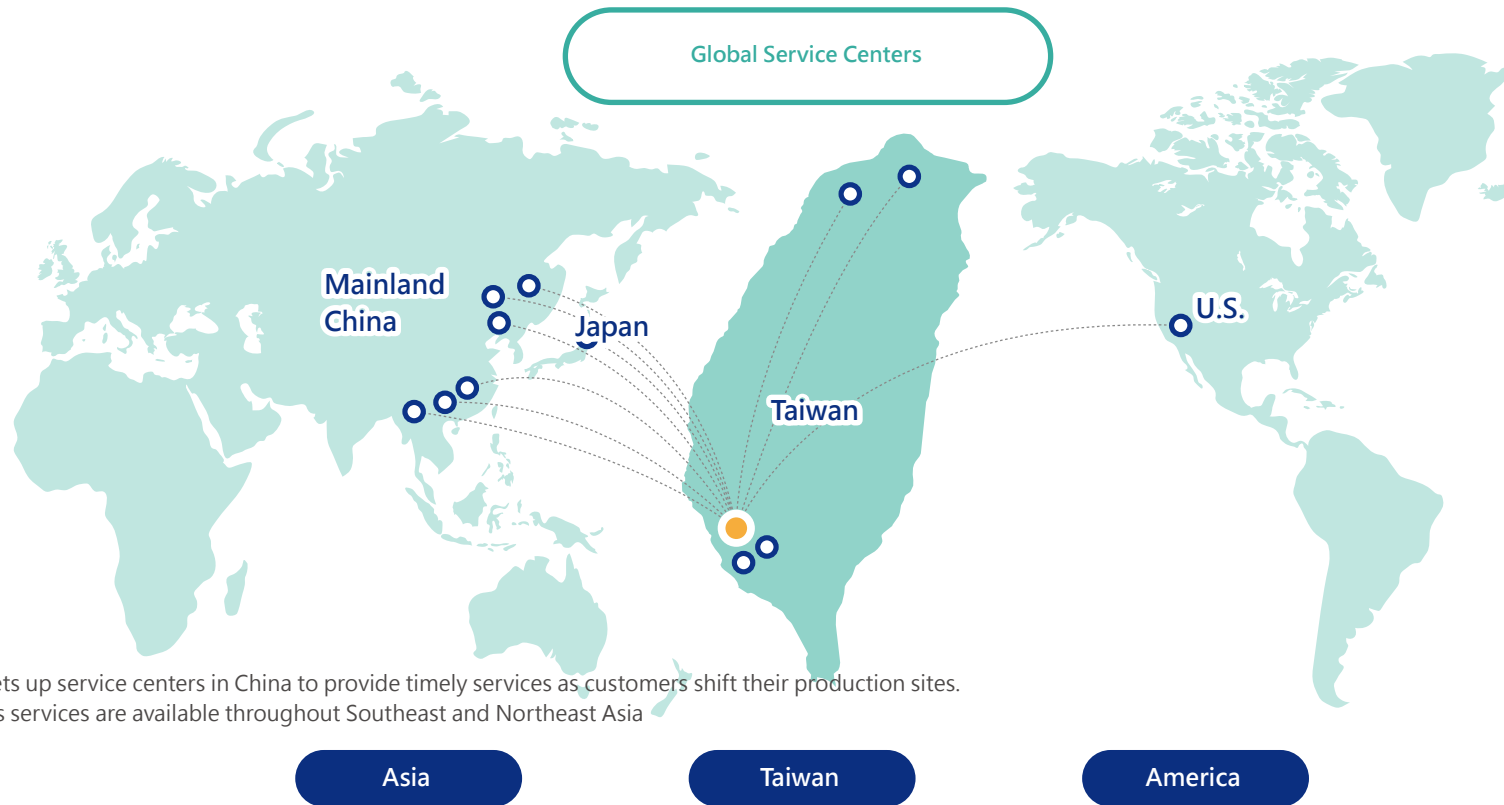 Global Service Centers
Mainland
China
Japan
Taiwan
U.S.
ets up service centers in China to provide timely services as customers shift their production sites.
s services are available throughout Southeast and Northeast Asia
Asia
Taiwan
America